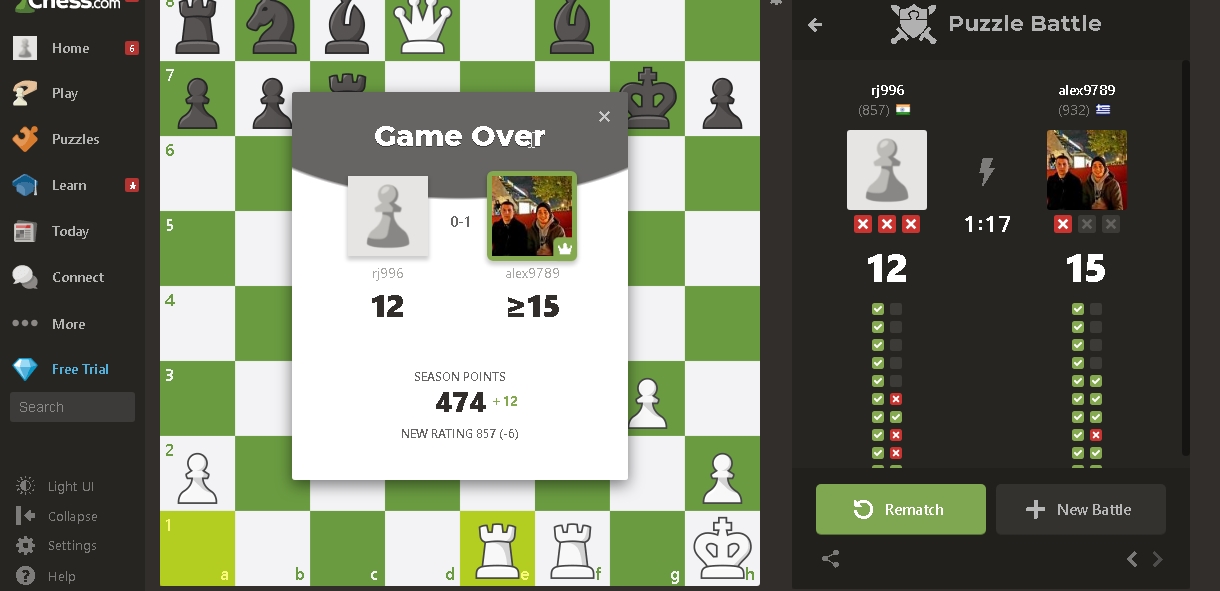 Chess.com
Home
6
Play
Puzzles
Learn
Today
Connect
More
Free Trial
Search
Light UI
Collapse
Settings
Help
8
7
6
5
4
3
2
1
a
b
c
d
e
f
g
h
Game Over
0-1
rj996
alex9789
12
≥15
SEASON POINTS
474 +12
NEW RATING 857 (-6)
Puzzle Battle
rj996
alex9789
(857)
(932)
1:17
12
15
Rematch
New Battle